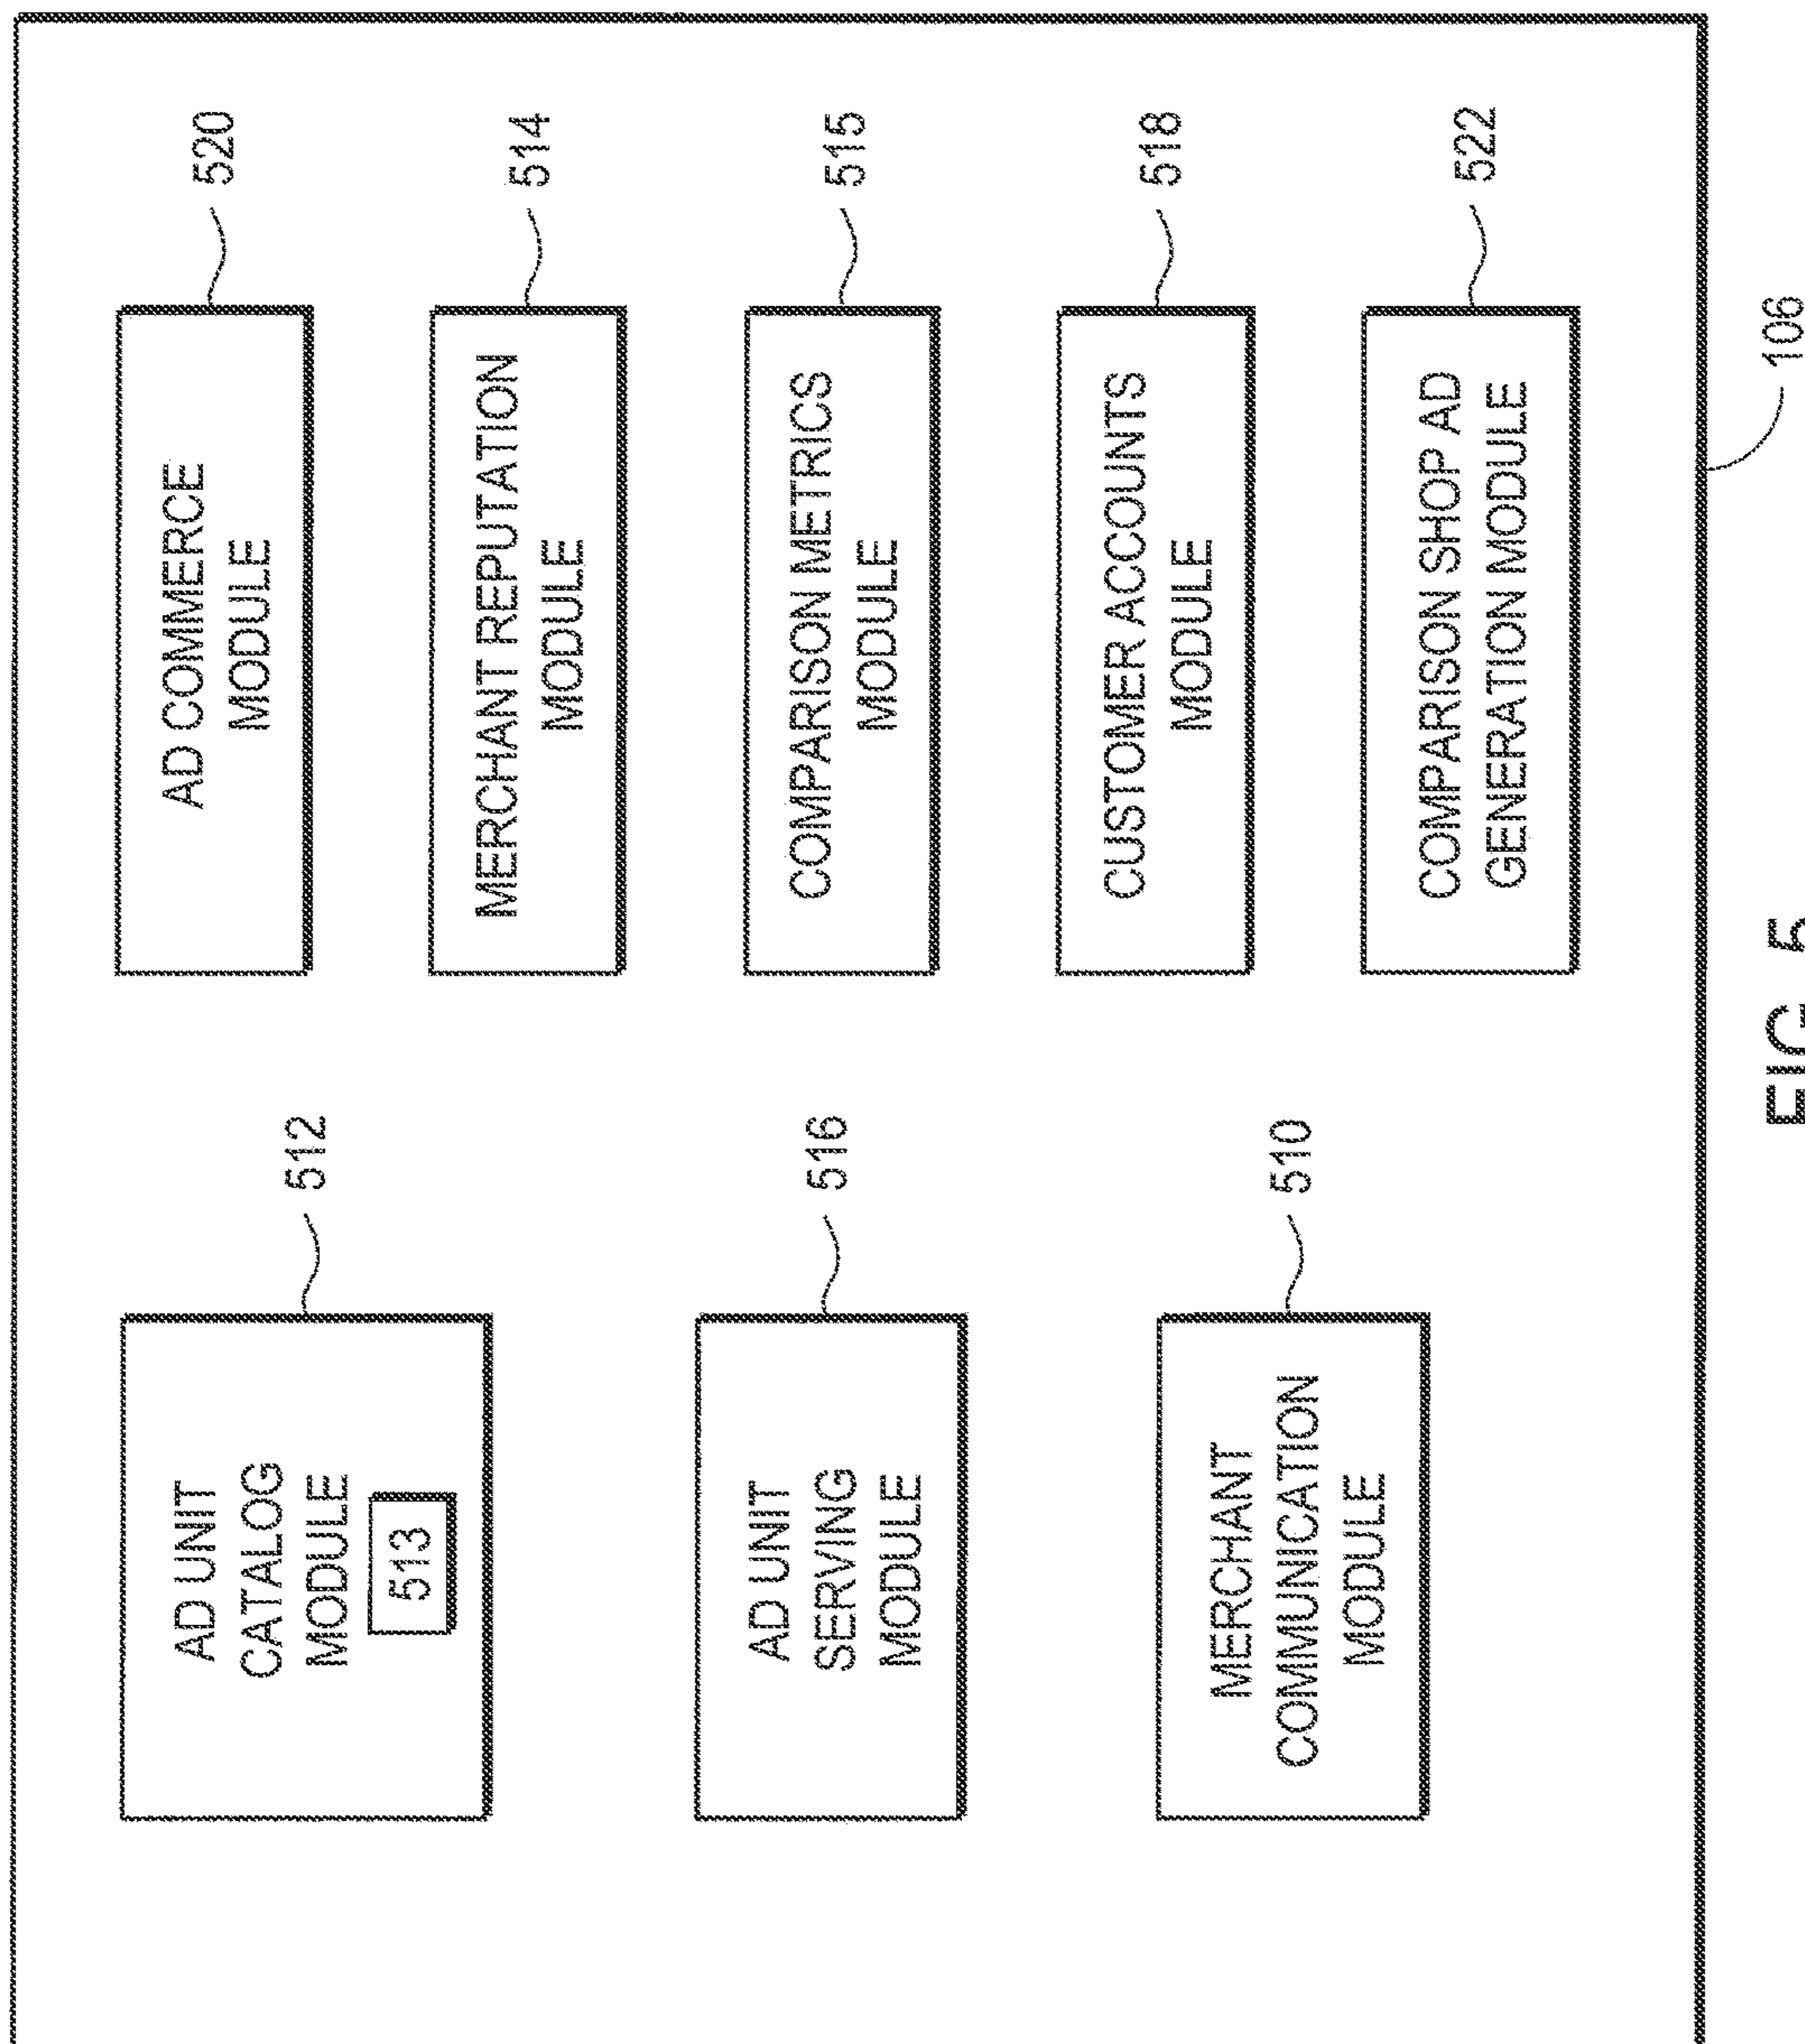 AD UNIT
CATALOG
MODULE
513
512
AD UNIT
SERVING
MODULE
516
MERCHANT
COMMUNICATION
MODULE
510
AD COMMERCE
MODULE
520
MERCHANT REPUTATION
MODULE
514
COMPARISON METRICS
MODULE
515
CUSTOMER ACCOUNTS
MODULE
518
COMPARISON SHOP AD
GENERATION MODULE
522
106
FIG. 5